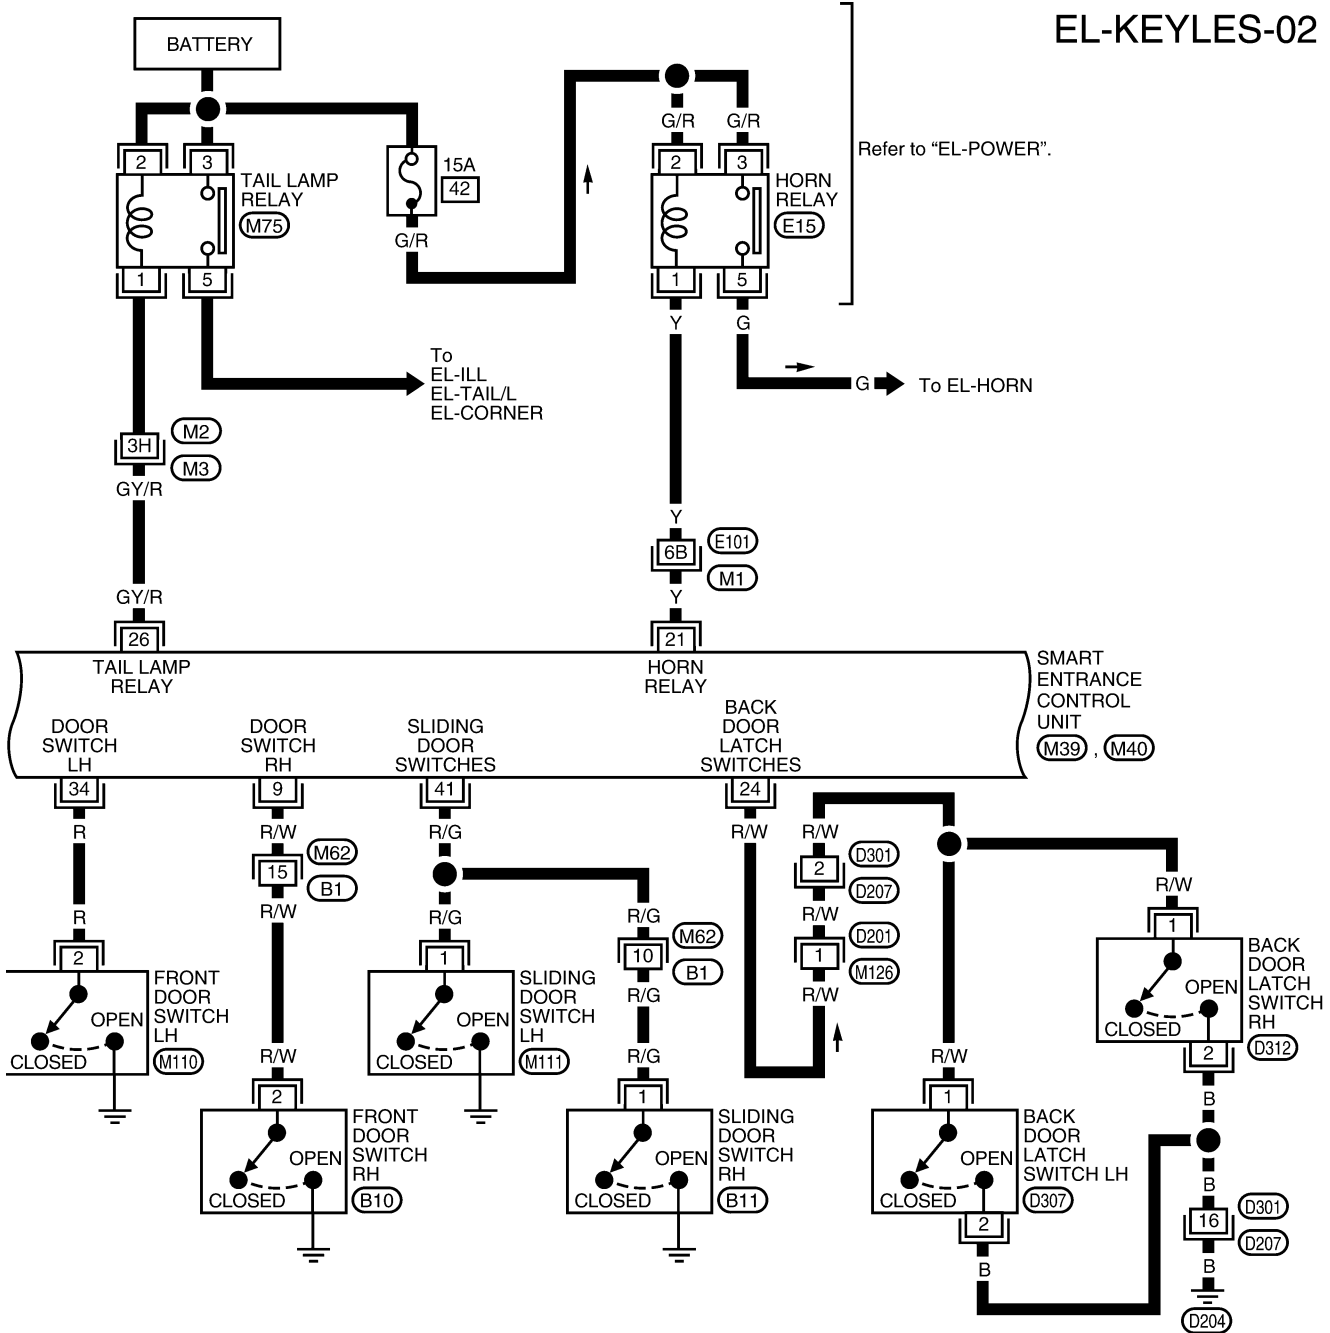 EL-KEYLES-02
BATTERY
Refer to “EL-POWER”.
G/R
G/R
2
3
2
3
15A
42
TAIL LAMP
RELAY
M75
HORN
RELAY
E15
G/R
1
5
1
5
Y
G
To
EL-ILL
EL-TAIL/L
EL-CORNER
G
To EL-HORN
3H
M2
M3
GY/R
Y
6B
E101
M1
GY/R
Y
26
21
TAIL LAMP
RELAY
HORN
RELAY
SMART
ENTRANCE
CONTROL
UNIT
M39 , M40
DOOR
SWITCH
LH
DOOR
SWITCH
RH
SLIDING
DOOR
SWITCHES
BACK
DOOR
LATCH
SWITCHES
34
9
41
24
R
R/W
R/G
R/W
R/W
15
M62
B1
2
D301
D207
R/W
R
R/W
R/G
R/G
R/W
10
M62
B1
1
D201
M126
R/G
R/W
2
1
1
FRONT
DOOR
SWITCH
LH
M110
OPEN
CLOSED
SLIDING
DOOR
SWITCH
LH
M111
OPEN
CLOSED
BACK
DOOR
LATCH
SWITCH
RH
D312
OPEN
CLOSED
2
R/W
R/G
R/W
B
2
1
1
FRONT
DOOR
SWITCH
RH
B10
OPEN
CLOSED
SLIDING
DOOR
SWITCH
RH
B11
OPEN
CLOSED
BACK
DOOR
LATCH
SWITCH LH
D307
OPEN
CLOSED
2
B
B
16
D301
D207
B
D204